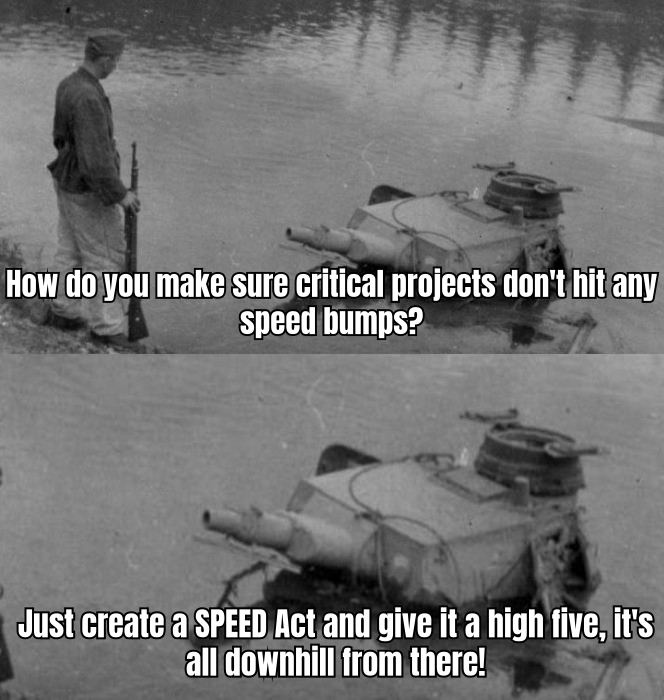 How do you make sure critical projects don't hit any
speed bumps?
Just create a SPEED Act and give it a high five, it's
all downhill from there!